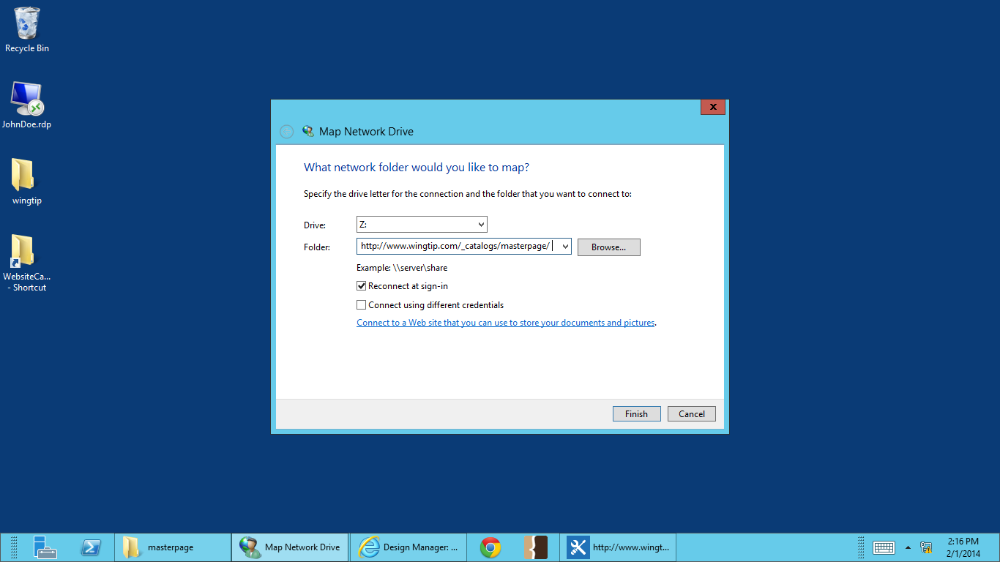 Recycle Bin
JohnDoe.rdp
wingtip
WebsiteCa...
- Shortcut
x
Map Network Drive
What network folder would you like to map?
Specify the drive letter for the connection and the folder that you want to connect to:
Drive:
Z:
Folder:
http://www.wingtip.com/_catalogs/masterpage/
Browse...
Example: \\server\share
Reconnect at sign-in
Connect using different credentials
Connect to a Web site that you can use to store your documents and pictures.
Finish
Cancel
masterpage
Map Network Drive
Design Manager: ...
http://www.wingt...
2:16 PM
2/1/2014